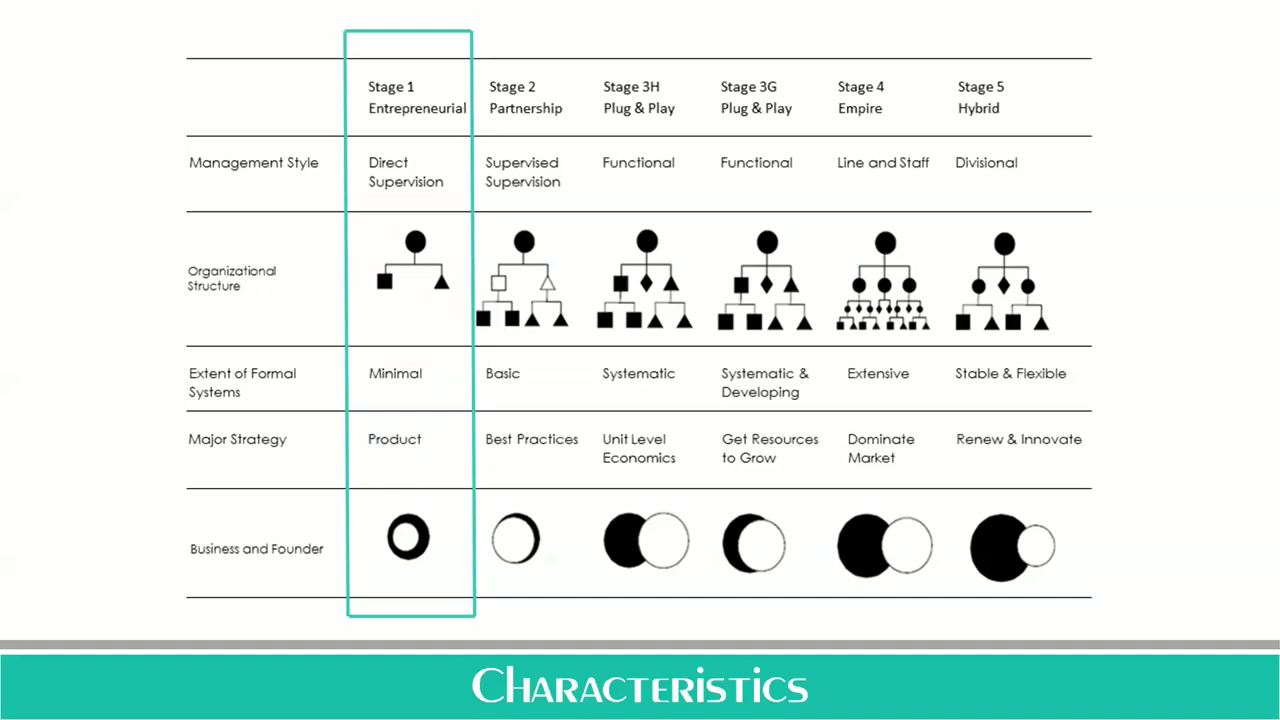 Stage 1 Stage 2 Stage 3H Stage 3G Stage 4 Stage 5
Entrepreneurial Partnership Plug & Play Plug & Play Empire Hybrid
Management Style Direct Supervised Functional Functional Line and Staff Divisional
Supervision Supervision
Organizational
Structure
Extent of Formal Minimal Basic Systematic Systematic & Extensive Stable & Flexible
Systems Developing
Major Strategy Product Best Practices Unit Level Get Resources Dominate Renew & Innovate
Economics to Grow Market
Business and Founder
Characteristics